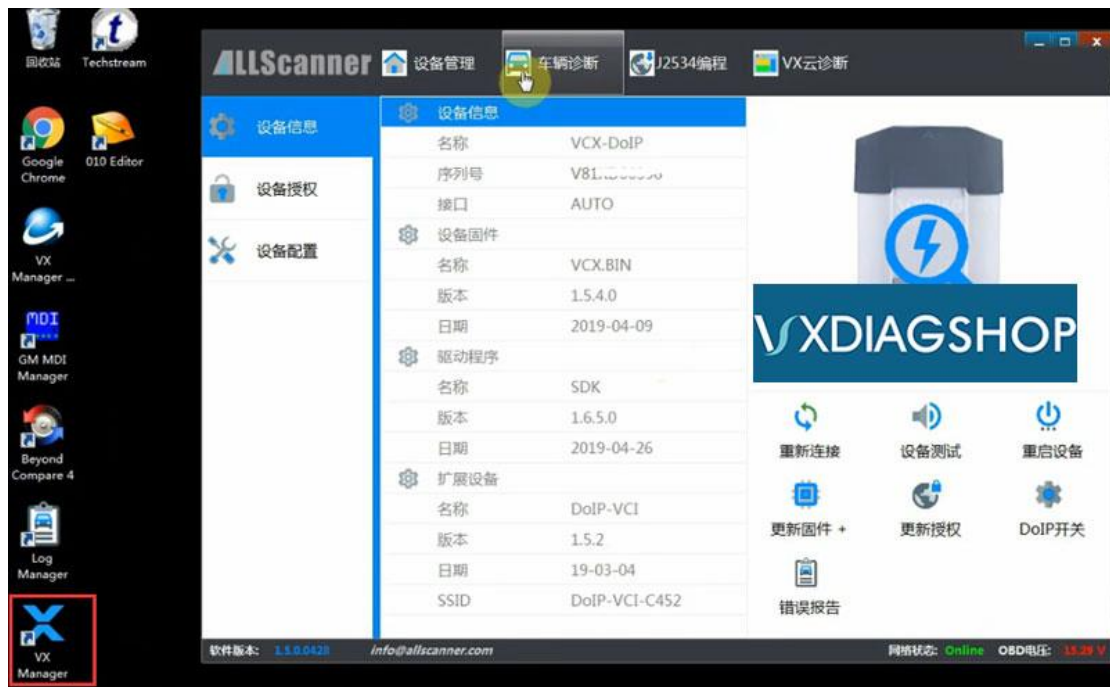 回收站
Techstream
Google
Chrome
010 Editor
VX
Manager ...
MDI
GM MDI
Manager
Beyond
Compare 4
Log
Manager
VX
Manager
ALLScanner
设备管理
车辆诊断
J2534编程
VX云诊断
设备信息
设备授权
设备配置
设备信息
名称 VCX-DoIP
序列号
接口 AUTO
设备固件
名称 VCX.BIN
版本 1.5.4.0
日期 2019-04-09
驱动程序
名称 SDK
版本 1.6.5.0
日期 2019-04-26
扩展设备
名称 DoIP-VCI
版本 1.5.2
日期 19-03-04
SSID DoIP-VCI-C452
VXDIAGSHOP
重新连接
设备测试
重启设备
更新固件 +
更新授权
DoIP开关
错误报告
软件版本: 1.5.0.0428
info@allscanner.com
网络状态: Online
OBD电压: 15.29 V